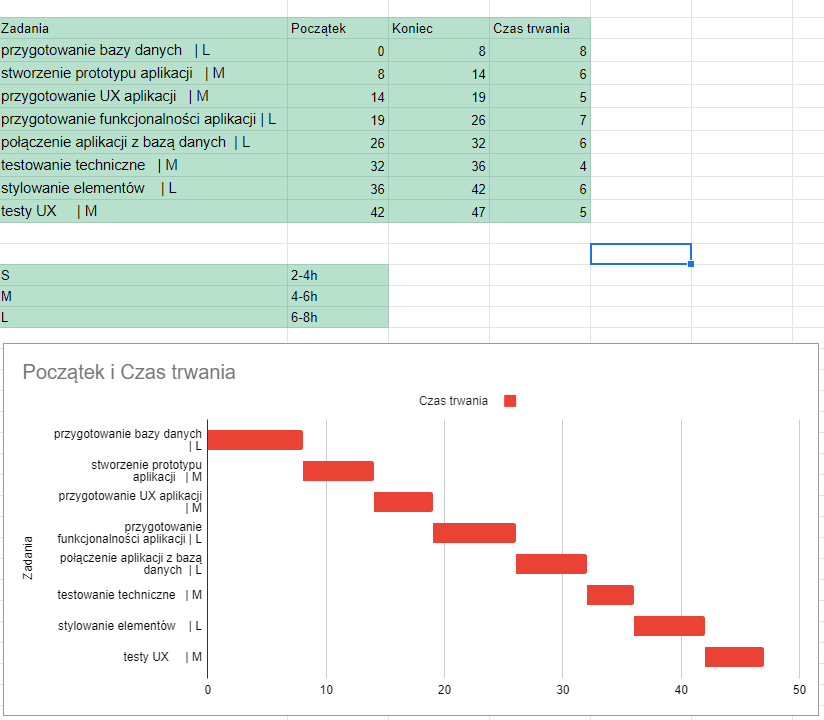 Zadania Początek Koniec Czas trwania
przygotowanie bazy danych | L 0 8 8
stworzenie prototypu aplikacji | M 8 14 6
przygotowanie UX aplikacji | M 14 19 5
przygotowanie funkcjonalności aplikacji | L 19 26 7
połączenie aplikacji z bazą danych | L 26 32 6
testowanie techniczne | M 32 36 4
stylowanie elementów | L 36 42 6
testy UX | M 42 47 5
S 2-4h
M 4-6h
L 6-8h
Początek i Czas trwania
Czas trwania
Zadania
przygotowanie bazy danych
| L
stworzenie prototypu
aplikacji | M
przygotowanie UX aplikacji
| M
przygotowanie
funkcjonalności aplikacji | L
połączenie aplikacji z bazą
danych | L
testowanie techniczne | M
stylowanie elementów | L
testy UX | M
0 10 20 30 40 50